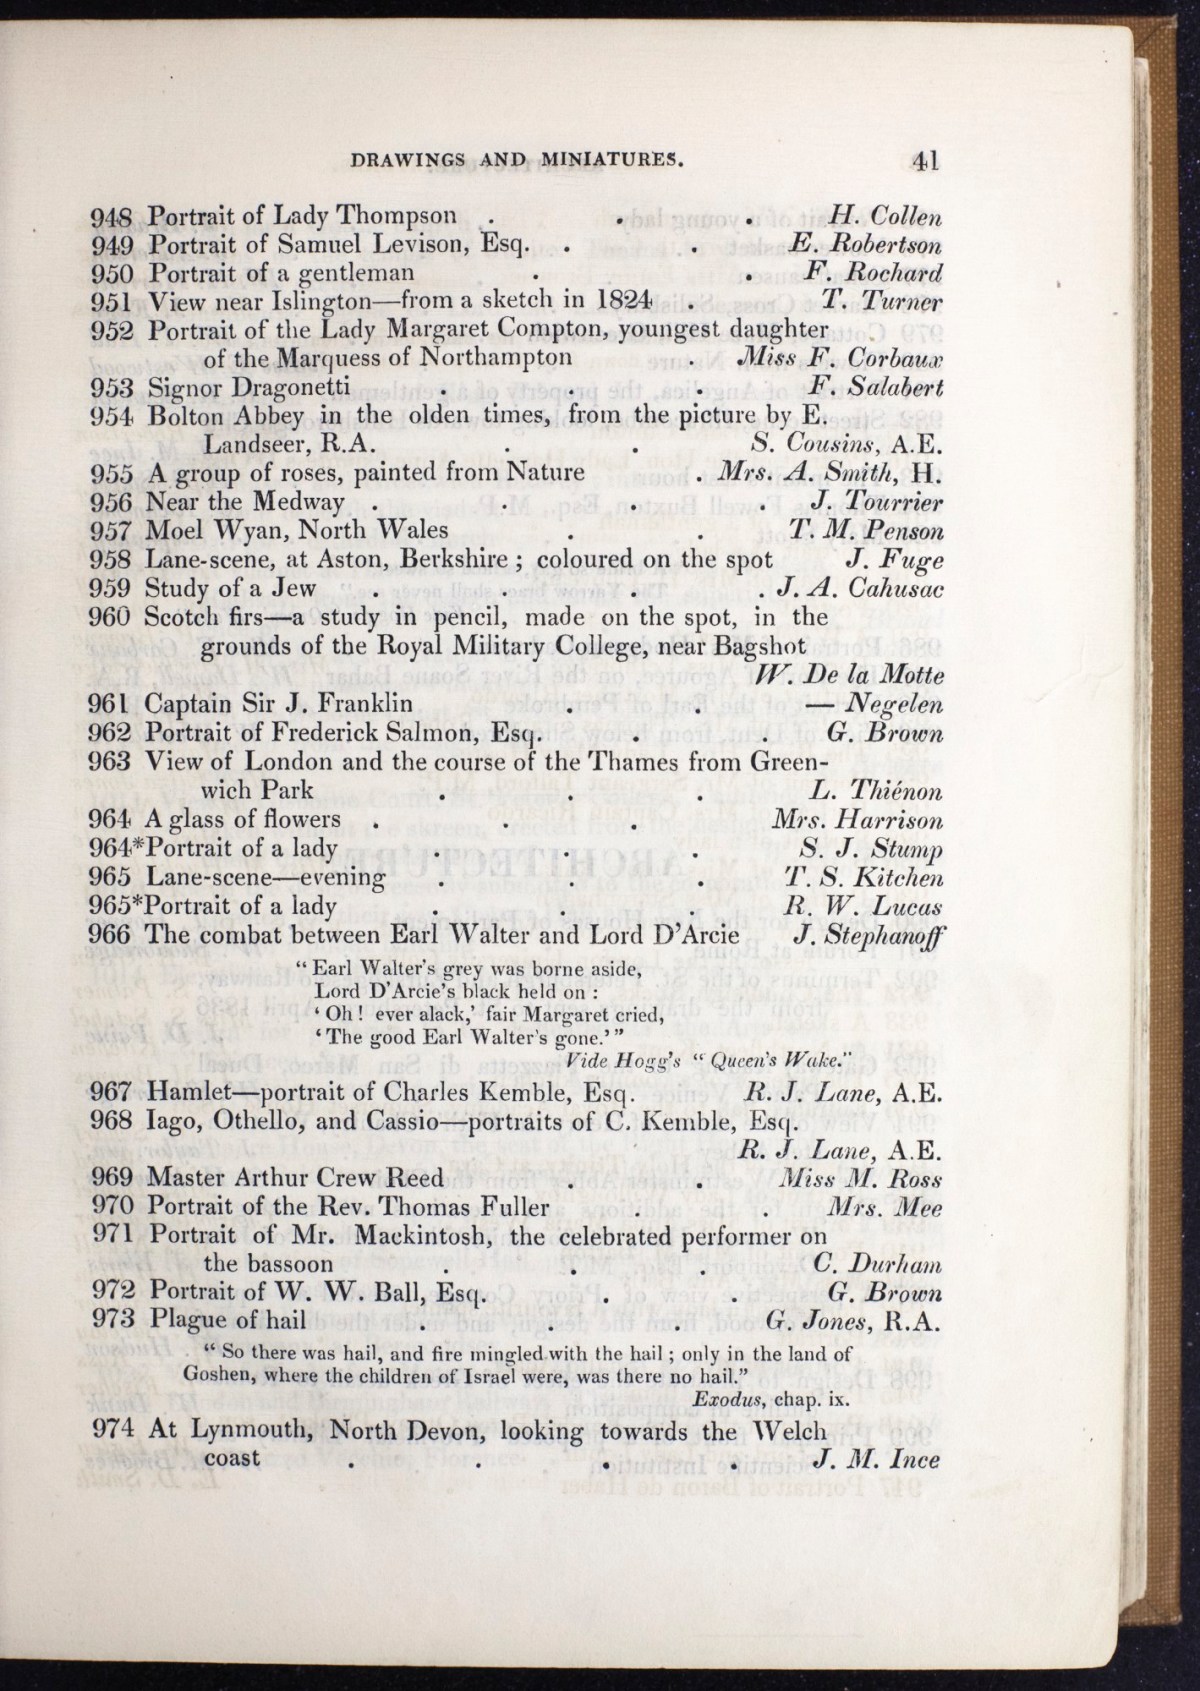 DRAWINGS AND MINIATURES. 41
948 Portrait of Lady Thompson . . . H. Collen
949 Portrait of Samuel Levison, Esq. . . E. Robertson
950 Portrait of a gentleman . . F. Rochard
951 View near Islington—from a sketch in 1824 . T. Turner
952 Portrait of the Lady Margaret Compton, youngest daughter
of the Marquess of Northampton . Miss F. Corbaux
953 Signor Dragonetti . . . F. Salabert
954 Bolton Abbey in the olden times, from the picture by E.
Landseer, R.A. . . S. Cousins, A.E.
955 A group of roses, painted from Nature . Mrs. A. Smith, H.
956 Near the Medway . . . . J. Tourrier
957 Moel Wyan, North Wales . . T. M. Penson
958 Lane-scene, at Aston, Berkshire ; coloured on the spot J. Fuge
959 Study of a Jew . . . . J. A. Cahusac
960 Scotch firs—a study in pencil, made on the spot, in the
grounds of the Royal Military College, near Bagshot
W. De la Motte
961 Captain Sir J. Franklin . . — Negelen
962 Portrait of Frederick Salmon, Esq. . . G. Brown
963 View of London and the course of the Thames from Green-
wich Park . . . L. Thiénon
964 A glass of flowers . . . Mrs. Harrison
964*Portrait of a lady . . . S. J. Stump
965 Lane-scene—evening . . . T. S. Kitchen
965*Portrait of a lady . . . R. W. Lucas
966 The combat between Earl Walter and Lord D'Arcie J. Stephanoff
“ Earl Walter's grey was borne aside,
Lord D'Arcie's black held on :
‘ Oh ! ever alack,’ fair Margaret cried,
‘ The good Earl Walter's gone.’ ”
Vide Hogg's “ Queen's Wake.”
967 Hamlet—portrait of Charles Kemble, Esq. R. J. Lane, A.E.
968 Iago, Othello, and Cassio—portraits of C. Kemble, Esq.
R. J. Lane, A.E.
969 Master Arthur Crew Reed . . Miss M. Ross
970 Portrait of the Rev. Thomas Fuller . . Mrs. Mee
971 Portrait of Mr. Mackintosh, the celebrated performer on
the bassoon . . . C. Durham
972 Portrait of W. W. Ball, Esq. . . G. Brown
973 Plague of hail . . . G. Jones, R.A.
“ So there was hail, and fire mingled with the hail ; only in the land of
Goshen, where the children of Israel were, was there no hail.”
Exodus, chap. ix.
974 At Lynmouth, North Devon, looking towards the Welch
coast . . . . J. M. Ince